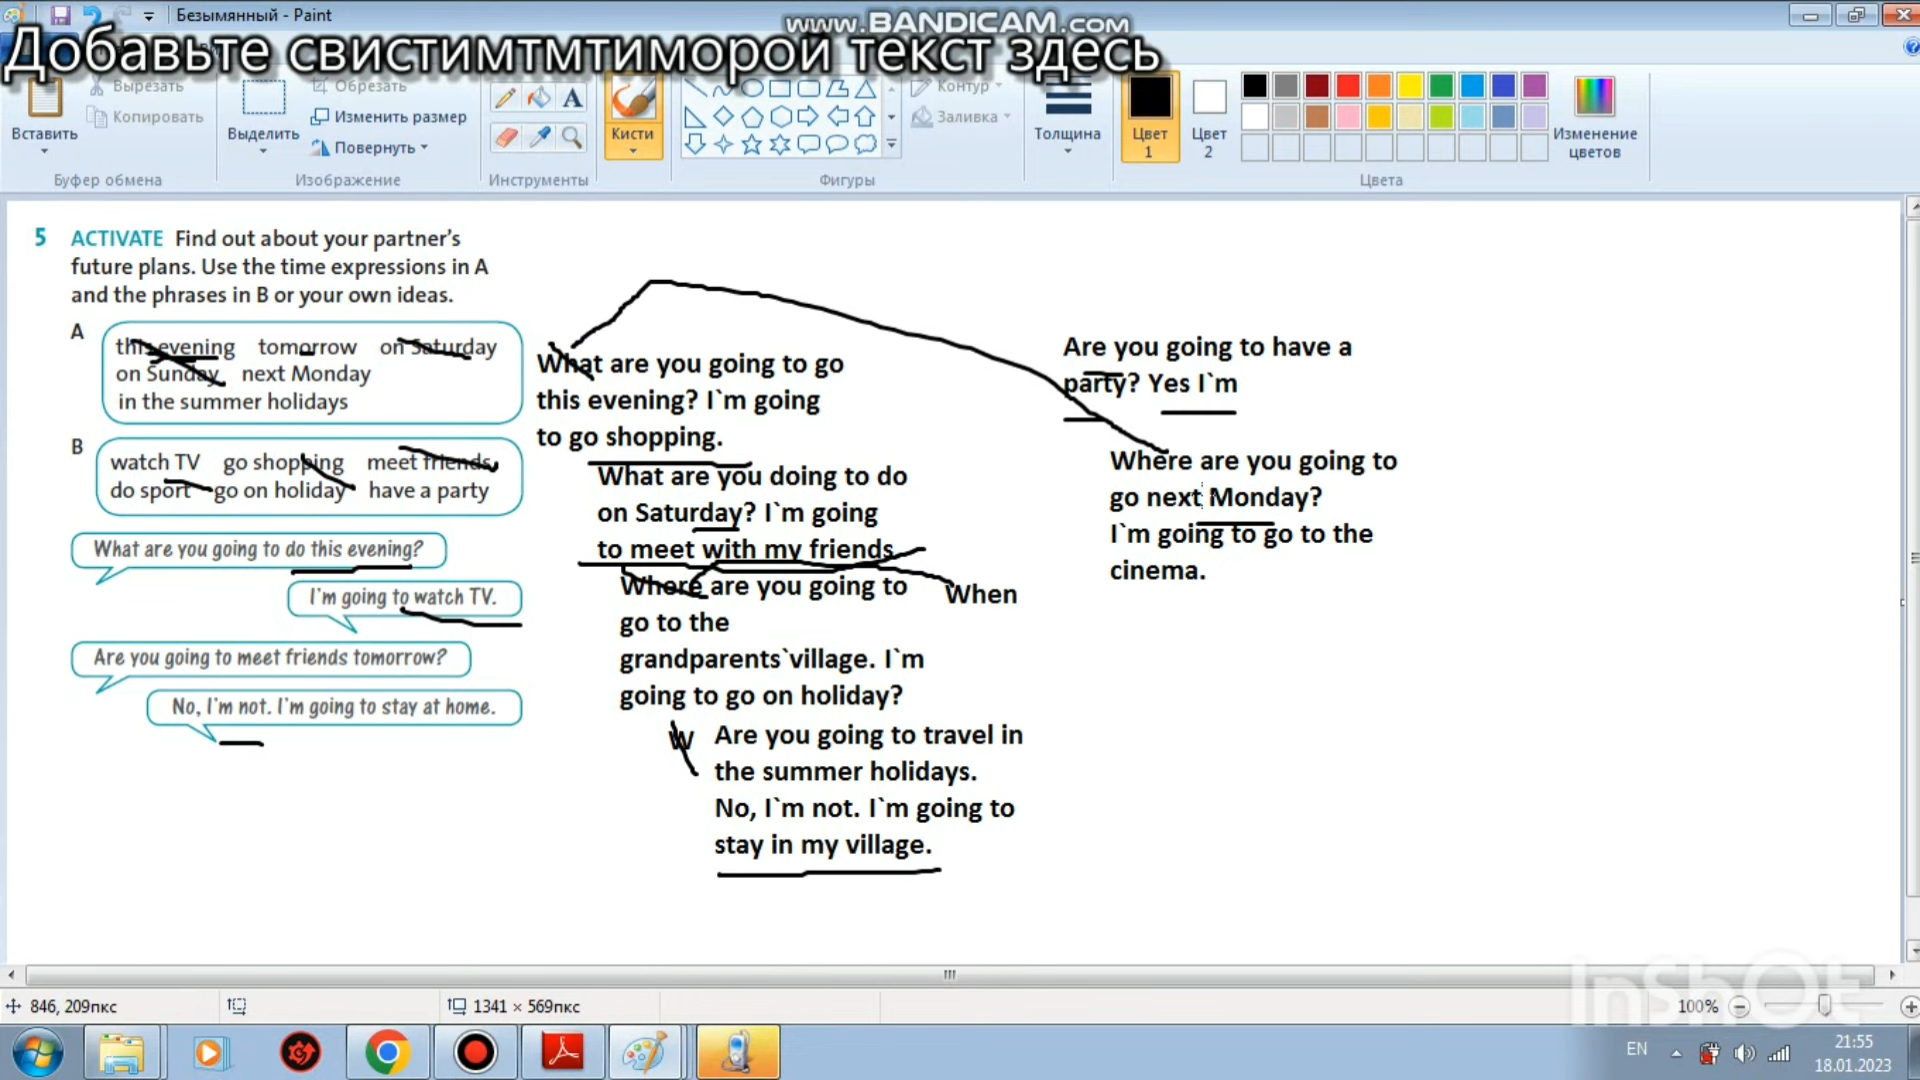 Безымянный - Paint
www.BANDICAM.com
Добавьте свистимтмтиморой текст здесь
Вставить
Вырезать
Копировать
Буфер обмена
Выделить
Обрезать
Изменить размер
Повернуть
Изображение
Инструменты
Кисти
Фигуры
Контур
Заливка
Толщина
Цвет 1
Цвет 2
Изменение цветов
Цвета
5 ACTIVATE Find out about your partner's
future plans. Use the time expressions in A
and the phrases in B or your own ideas.
A
this evening tomorrow on Saturday
on Sunday next Monday
in the summer holidays
B
watch TV go shopping meet friends
do sport go on holiday have a party
What are you going to do this evening?
I'm going to watch TV.
Are you going to meet friends tomorrow?
No, I'm not. I'm going to stay at home.
What are you going to go
this evening? I`m going
to go shopping.
What are you doing to do
on Saturday? I`m going
to meet with my friends
Where are you going to
When
go to the
grandparents`village. I`m
going to go on holiday?
W
Are you going to travel in
the summer holidays.
No, I`m not. I`m going to
stay in my village.
Are you going to have a
party? Yes I`m
Where are you going to
go next Monday?
I`m going to go to the
cinema.
InShOt
846, 209пкс
1341 × 569пкс
100%
EN
21:55
18.01.2023